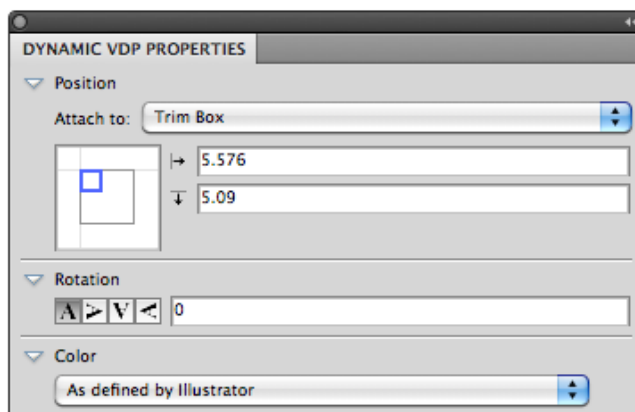 DYNAMIC VDP PROPERTIES
Position
Attach to: Trim Box
5.576
5.09
Rotation
A A A A 0
Color
As defined by Illustrator